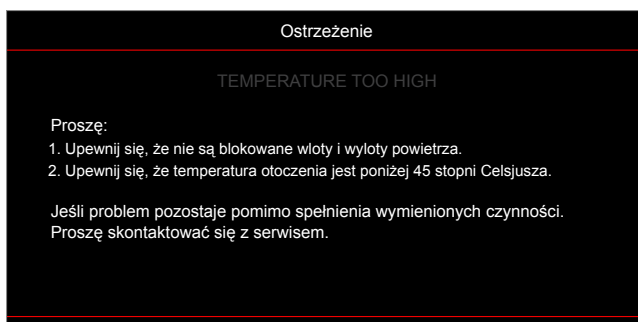 Ostrzeżenie
TEMPERATURE TOO HIGH
Proszę:
1. Upewnij się, że nie są blokowane wloty i wyloty powietrza.
2. Upewnij się, że temperatura otoczenia jest poniżej 45 stopni Celsjusza.
Jeśli problem pozostaje pomimo spełnienia wymienionych czynności.
Proszę skontaktować się z serwisem.